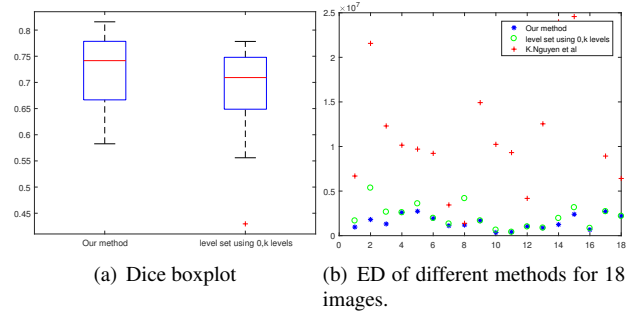 0.8
0.75
0.7
0.65
0.6
0.55
0.5
0.45
Our method
level set using 0,k levels
(a) Dice boxplot
2.5
×10⁷
2
1.5
1
0.5
0
0 2 4 6 8 10 12 14 16 18
Our method
level set using 0,k levels
K.Nguyen et al
(b) ED of different methods for 18
images.